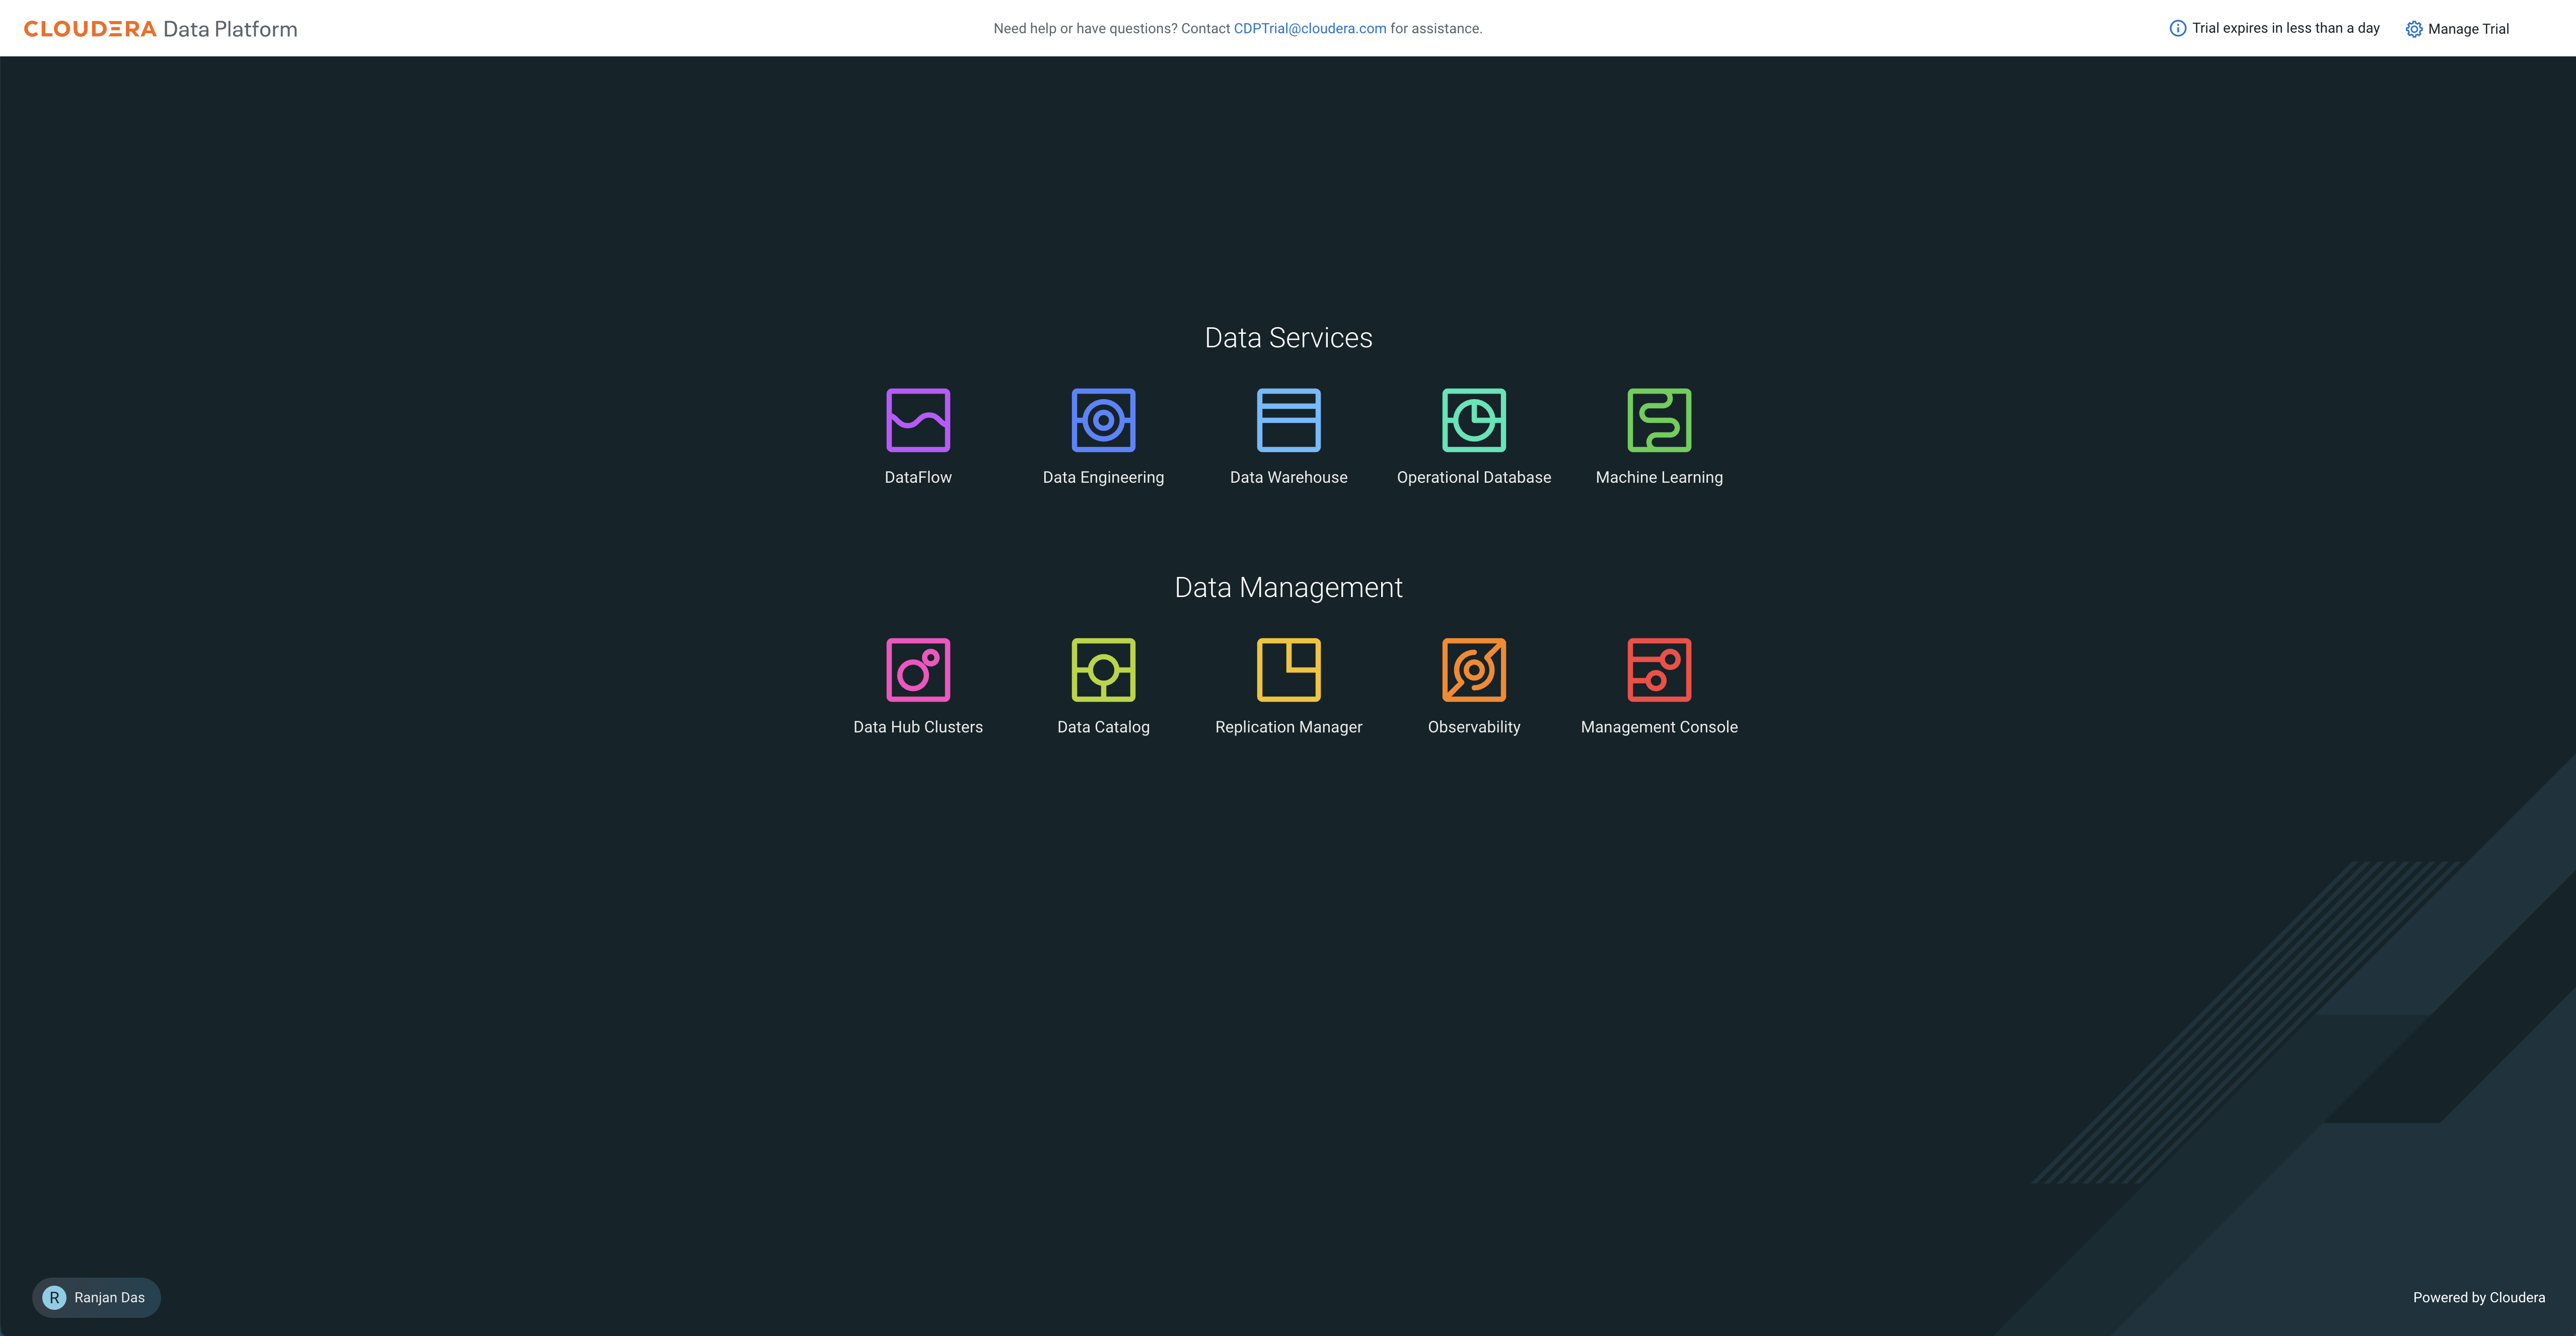 CLOUDERA Data Platform
Need help or have questions? Contact CDPTrial@cloudera.com for assistance.
Trial expires in less than a day
Manage Trial
Data Services
DataFlow
Data Engineering
Data Warehouse
Operational Database
Machine Learning
Data Management
Data Hub Clusters
Data Catalog
Replication Manager
Observability
Management Console
R Ranjan Das
Powered by Cloudera